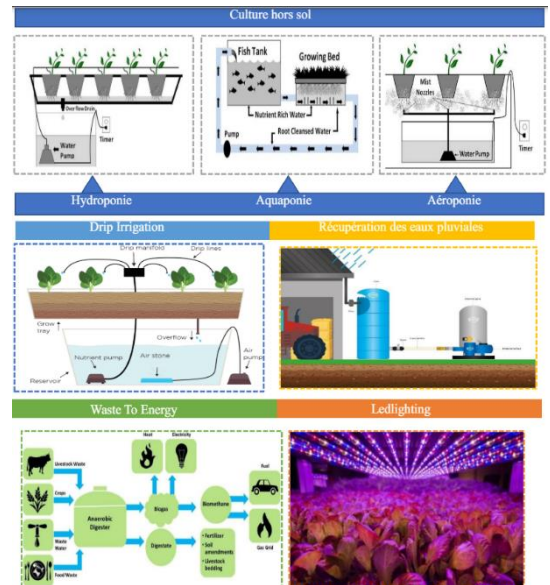 Culture hors sol
Overflow Drain
Water
Pump
Timer
Fish Tank
Growing Bed
Nutrient Rich Water
Root Cleansed Water
Pump
Mist
Nozzles
Water Pump
Timer
Hydroponie
Aquaponie
Aéroponie
Drip Irrigation
Récupération des eaux pluviales
Drip manifold
Drip lines
Grow
tray
Overflow
Nutrient pump
Air stone
Air
pump
Reservoir
Waste To Energy
Ledlighting
Livestock Waste
Crops
Waste
Water
Food Waste
Anaerobic
Digester
Heat
Electricity
Biogas
Digestate
Biomethane
Fuel
Gas Grid
• Fertiliser
• Soil
amendments
• Livestock
bedding